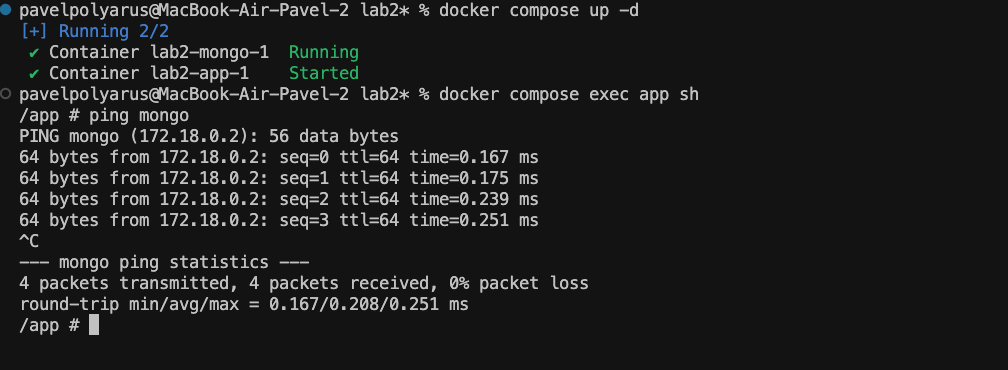 pavelpolyarus@MacBook-Air-Pavel-2 lab2* % docker compose up -d
[+] Running 2/2
✔ Container lab2-mongo-1 Running
✔ Container lab2-app-1 Started
pavelpolyarus@MacBook-Air-Pavel-2 lab2* % docker compose exec app sh
/app # ping mongo
PING mongo (172.18.0.2): 56 data bytes
64 bytes from 172.18.0.2: seq=0 ttl=64 time=0.167 ms
64 bytes from 172.18.0.2: seq=1 ttl=64 time=0.175 ms
64 bytes from 172.18.0.2: seq=2 ttl=64 time=0.239 ms
64 bytes from 172.18.0.2: seq=3 ttl=64 time=0.251 ms
^C
--- mongo ping statistics ---
4 packets transmitted, 4 packets received, 0% packet loss
round-trip min/avg/max = 0.167/0.208/0.251 ms
/app #